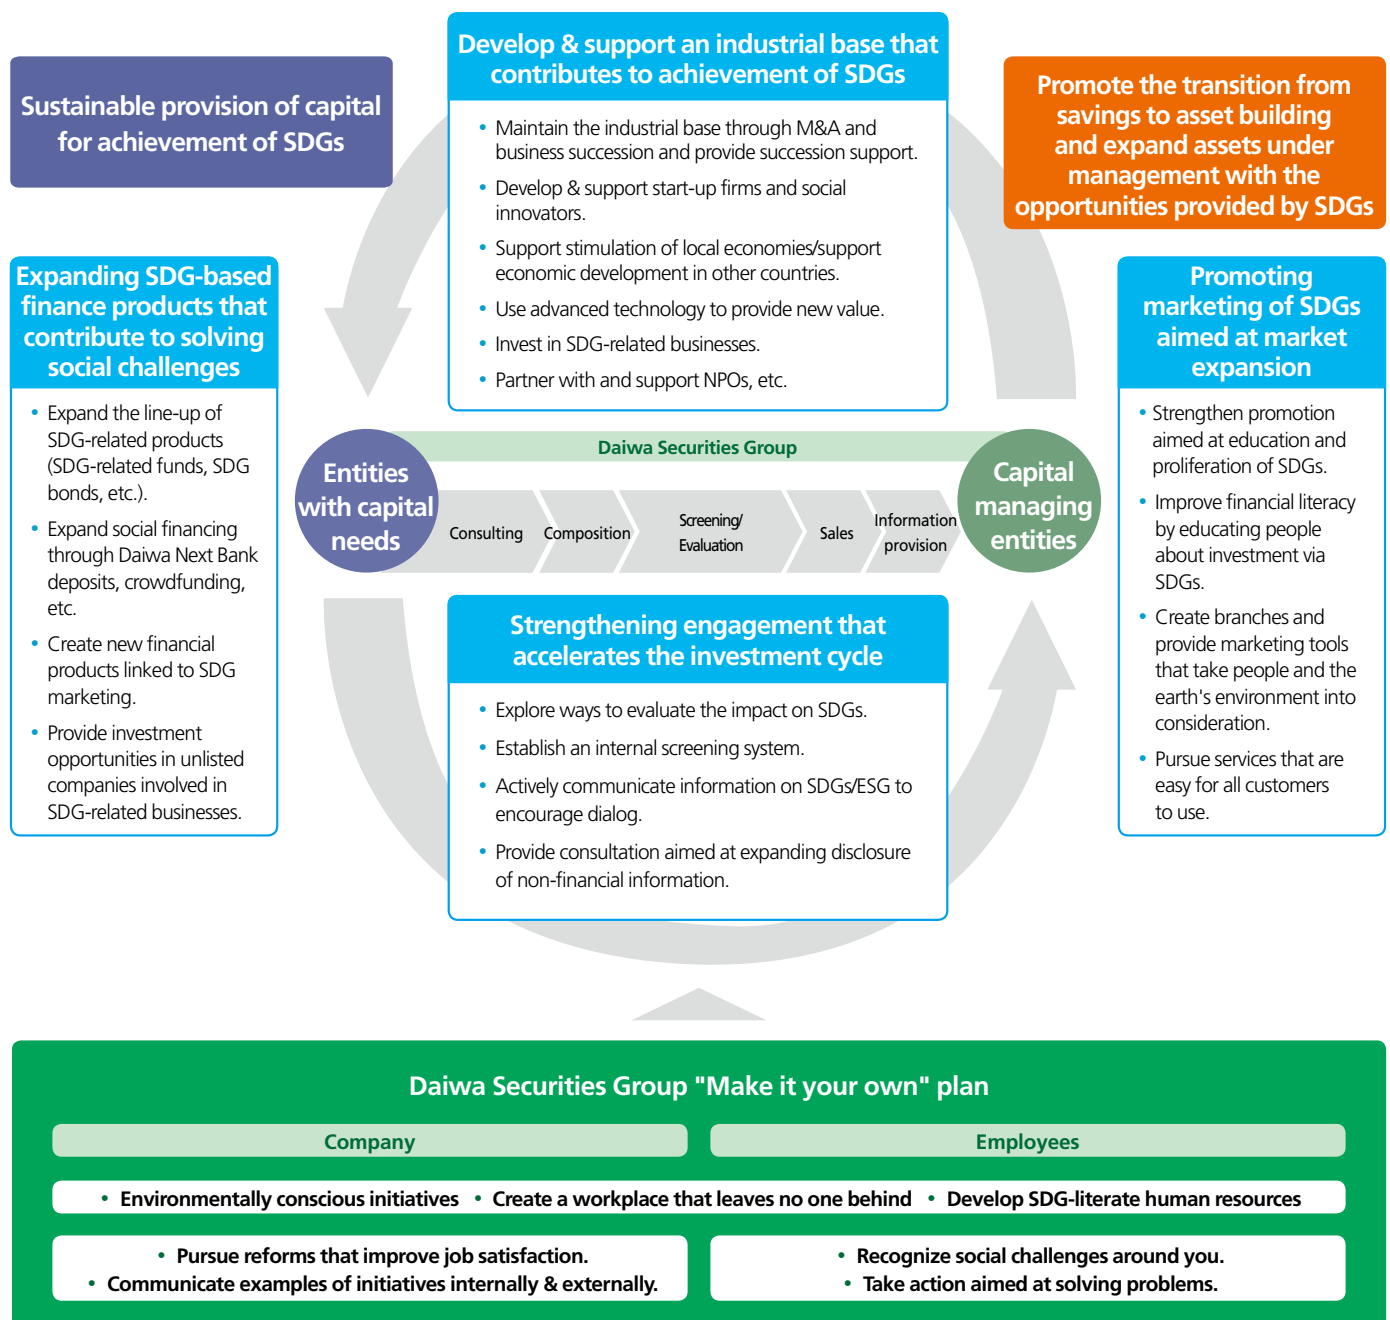 Sustainable provision of capital
for achievement of SDGs
Develop & support an industrial base that
contributes to achievement of SDGs
• Maintain the industrial base through M&A and
business succession and provide succession support.
• Develop & support start-up firms and social
innovators.
• Support stimulation of local economies/support
economic development in other countries.
• Use advanced technology to provide new value.
• Invest in SDG-related businesses.
• Partner with and support NPOs, etc.
Promote the transition from
savings to asset building
and expand assets under
management with the
opportunities provided by SDGs
Expanding SDG-based
finance products that
contribute to solving
social challenges
• Expand the line-up of
SDG-related products
(SDG-related funds, SDG
bonds, etc.).
• Expand social financing
through Daiwa Next Bank
deposits, crowdfunding,
etc.
• Create new financial
products linked to SDG
marketing.
• Provide investment
opportunities in unlisted
companies involved in
SDG-related businesses.
Entities
with capital
needs
Daiwa Securities Group
Consulting
Composition
Screening/
Evaluation
Sales
Information
provision
Capital
managing
entities
Promoting
marketing of SDGs
aimed at market
expansion
• Strengthen promotion
aimed at education and
proliferation of SDGs.
• Improve financial literacy
by educating people
about investment via
SDGs.
• Create branches and
provide marketing tools
that take people and the
earth's environment into
consideration.
• Pursue services that are
easy for all customers
to use.
Strengthening engagement that
accelerates the investment cycle
• Explore ways to evaluate the impact on SDGs.
• Establish an internal screening system.
• Actively communicate information on SDGs/ESG to
encourage dialog.
• Provide consultation aimed at expanding disclosure
of non-financial information.
Daiwa Securities Group "Make it your own" plan
Company
Employees
• Environmentally conscious initiatives • Create a workplace that leaves no one behind • Develop SDG-literate human resources
• Pursue reforms that improve job satisfaction.
• Communicate examples of initiatives internally & externally.
• Recognize social challenges around you.
• Take action aimed at solving problems.